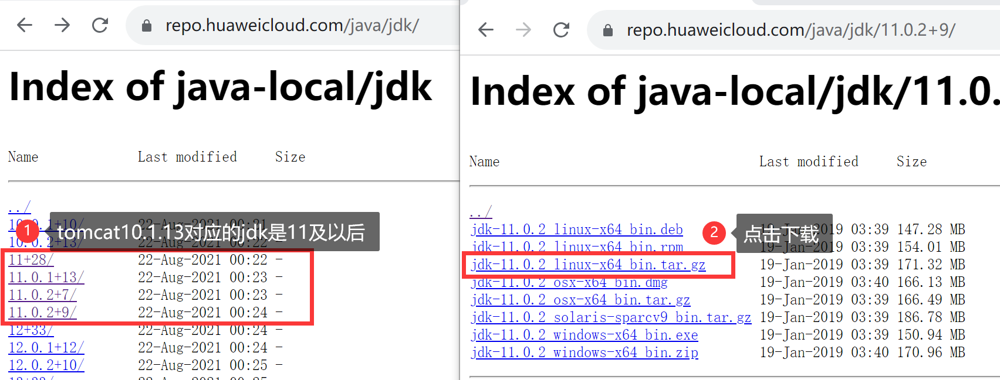 repo.huaweicloud.com/java/jdk/
Index of java-local/jdk
Name Last modified Size
../
10.0.1+10/ 22-Aug-2021 00:21
1 tomcat10.1.13对应的jdk是11及以后
10.0.2+13/ 22-Aug-2021 00:22 -
11+28/ 22-Aug-2021 00:22 -
11.0.1+13/ 22-Aug-2021 00:23 -
11.0.2+7/ 22-Aug-2021 00:23 -
11.0.2+9/ 22-Aug-2021 00:24 -
12+33/ 22-Aug-2021 00:24 -
12.0.1+12/ 22-Aug-2021 00:24 -
12.0.2+10/ 22-Aug-2021 00:25 -
repo.huaweicloud.com/java/jdk/11.0.2+9/
Index of java-local/jdk/11.0.
Name Last modified Size
../
jdk-11.0.2_linux-x64_bin.deb 19-Jan-2019 03:39 147.28 MB
2 点击下载
jdk-11.0.2_linux-x64_bin.rpm 19-Jan-2019 03:39 154.01 MB
jdk-11.0.2_linux-x64_bin.tar.gz 19-Jan-2019 03:39 171.32 MB
jdk-11.0.2_osx-x64_bin.dmg 19-Jan-2019 03:40 166.13 MB
jdk-11.0.2_osx-x64_bin.tar.gz 19-Jan-2019 03:39 166.49 MB
jdk-11.0.2_solaris-sparcv9_bin.tar.gz 19-Jan-2019 03:39 186.78 MB
jdk-11.0.2_windows-x64_bin.exe 19-Jan-2019 03:39 150.94 MB
jdk-11.0.2_windows-x64_bin.zip 19-Jan-2019 03:40 170.96 MB